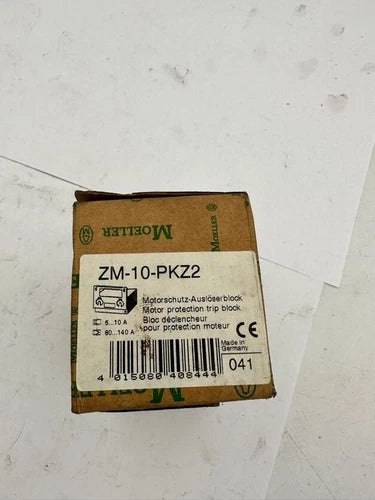 MOELLER
MOELLER
ZM-10-PKZ2
Motorschutz-Auslöserblock
Motor protection trip block
Bloc déclencheur
pour protection moteur
6...10 A
80...140 A
CE
Made in
Germany
041
4 015080 408444